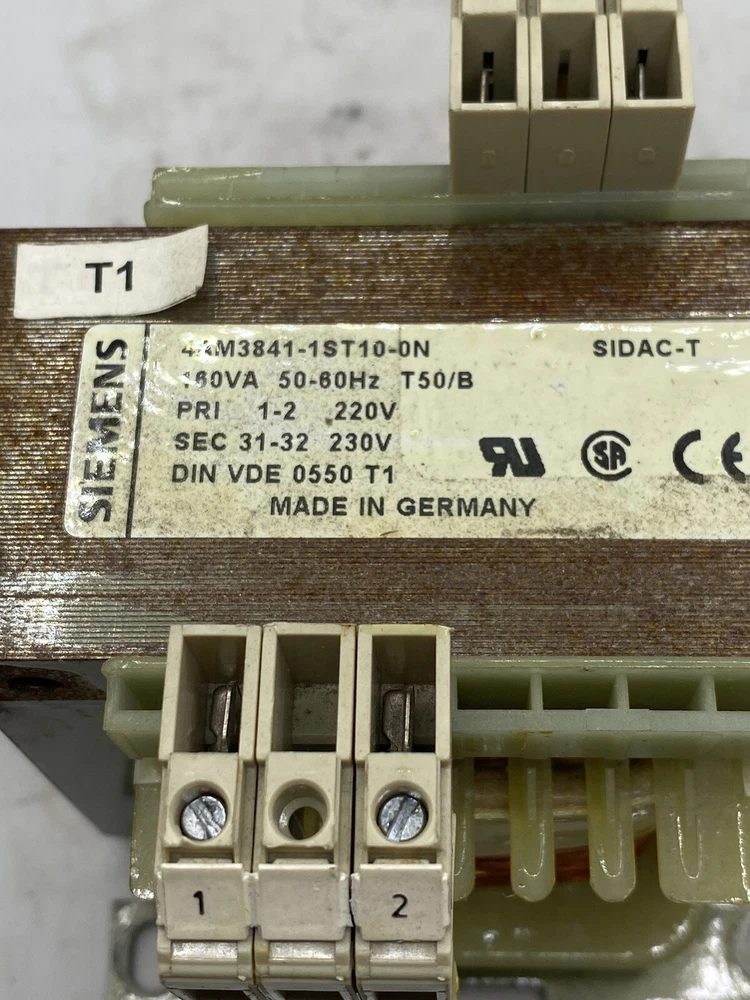 T1
SIEMENS
4AM3841-1ST10-0N SIDAC-T
160VA 50-60Hz T50/B
PRI 1-2 220V
SEC 31-32 230V
DIN VDE 0550 T1
MADE IN GERMANY
1 2